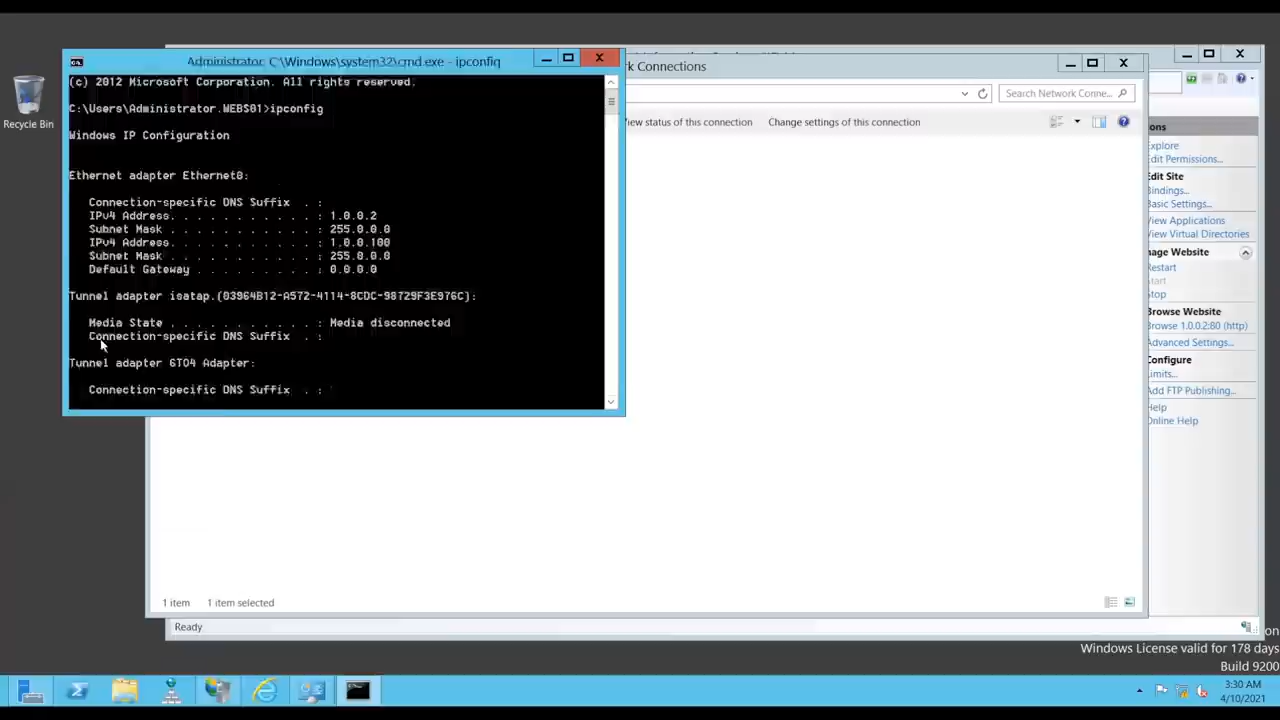 Administrator: C:\Windows\system32\cmd.exe - ipconfig
(c) 2012 Microsoft Corporation. All rights reserved.
C:\Users\Administrator.WEBS01>ipconfig
Windows IP Configuration
Ethernet adapter Ethernet0:
Connection-specific DNS Suffix . :
IPv4 Address. . . . . . . . . . . : 1.0.0.2
Subnet Mask . . . . . . . . . . . : 255.0.0.0
IPv4 Address. . . . . . . . . . . : 1.0.0.100
Subnet Mask . . . . . . . . . . . : 255.0.0.0
Default Gateway . . . . . . . . . : 0.0.0.0
Tunnel adapter isatap.{03964B12-A572-4114-8CDC-98729F3E976C}:
Media State . . . . . . . . . . . : Media disconnected
Connection-specific DNS Suffix . :
Tunnel adapter 6TO4 Adapter:
Connection-specific DNS Suffix . :
Recycle Bin
rk Connections
Search Network Conne...
iew status of this connection
Change settings of this connection
1 item
1 item selected
Ready
ons
Explore
Edit Permissions...
Edit Site
Bindings...
Basic Settings...
View Applications
View Virtual Directories
nage Website
Restart
Start
Stop
Browse Website
Browse 1.0.0.2:80 (http)
Advanced Settings...
Configure
Limits...
Add FTP Publishing...
Help
Online Help
on
Windows License valid for 178 days
Build 9200
3:30 AM
4/10/2021